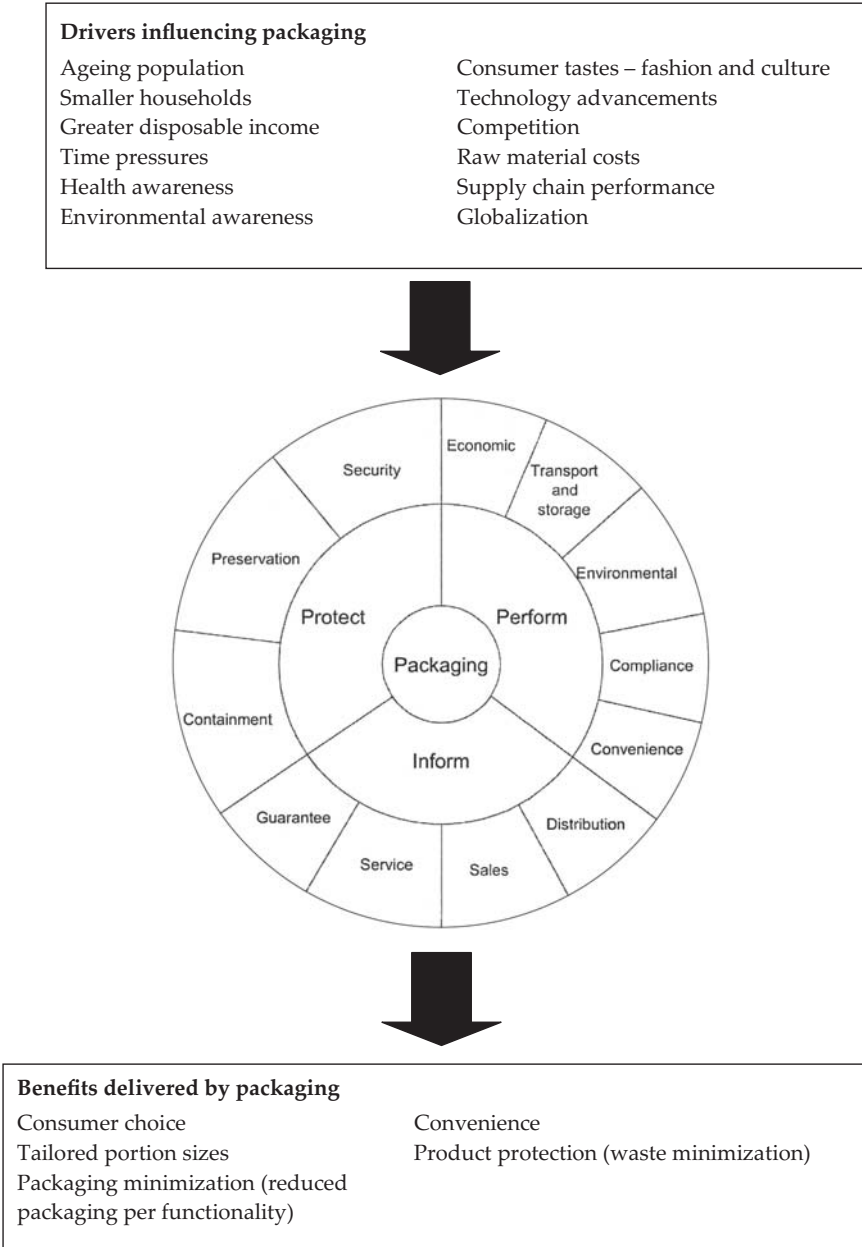 Drivers influencing packaging
Ageing population
Smaller households
Greater disposable income
Time pressures
Health awareness
Environmental awareness
Consumer tastes – fashion and culture
Technology advancements
Competition
Raw material costs
Supply chain performance
Globalization
Economic
Transport
and
storage
Environmental
Compliance
Convenience
Distribution
Sales
Service
Guarantee
Containment
Preservation
Security
Protect
Perform
Inform
Packaging
Benefits delivered by packaging
Consumer choice
Tailored portion sizes
Packaging minimization (reduced
packaging per functionality)
Convenience
Product protection (waste minimization)